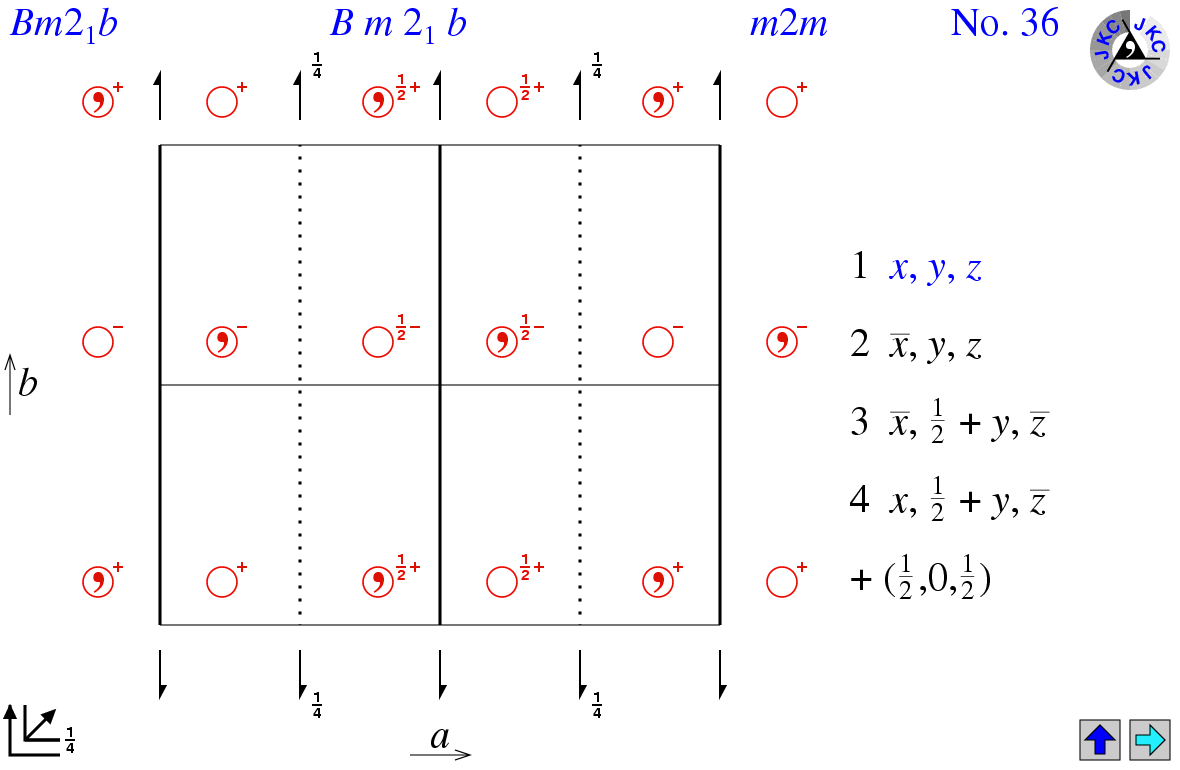 Bm2₁b B m 2₁ b m2m No. 36
JKC JKC JKC
1/4 1/4
+ + 1/2+ 1/2+ + +
1 x, y, z
− − 1/2− 1/2− − −
2 x̅, y, z
b
3 x̅, 1/2 + y, z̅
4 x, 1/2 + y, z̅
+ + 1/2+ 1/2+ + +
+ (1/2,0,1/2)
1/4 1/4
1/4
a